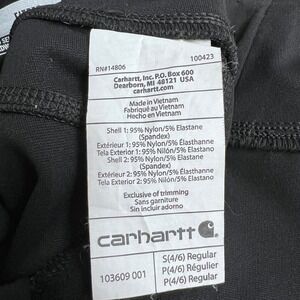 RN#14806 100423
Carhartt, Inc. P.O. Box 600
Dearborn, MI 48121 USA
carhartt.com
Made in Vietnam
Fabriqué au Vietnam
Hecho en Vietnam
Shell 1: 95% Nylon/5% Elastane
(Spandex)
Extérieur 1: 95% Nylon/5% Élasthanne
Tela Exterior 1: 95% Nilón/5% Elastano
Shell 2: 95% Nylon/5% Elastane
(Spandex)
Extérieur 2: 95% Nylon/5% Élasthanne
Tela Exterior 2: 95% Nilón/5% Elastano
Exclusive of trimming
Sans garniture
Sin incluir adorno
carhartt
103609 001
S(4/6) Regular
P(4/6) Régulier
P(4/6) Regular